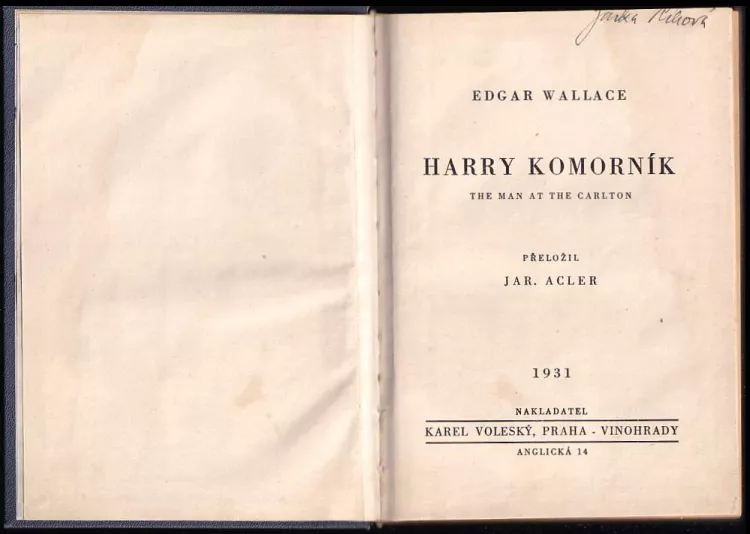 EDGAR WALLACE
HARRY KOMORNÍK
THE MAN AT THE CARLTON
PŘELOŽIL
JAR. ACLER
1931
NAKLADATEL
KAREL VOLESKÝ, PRAHA - VINOHRADY
ANGLICKÁ 14